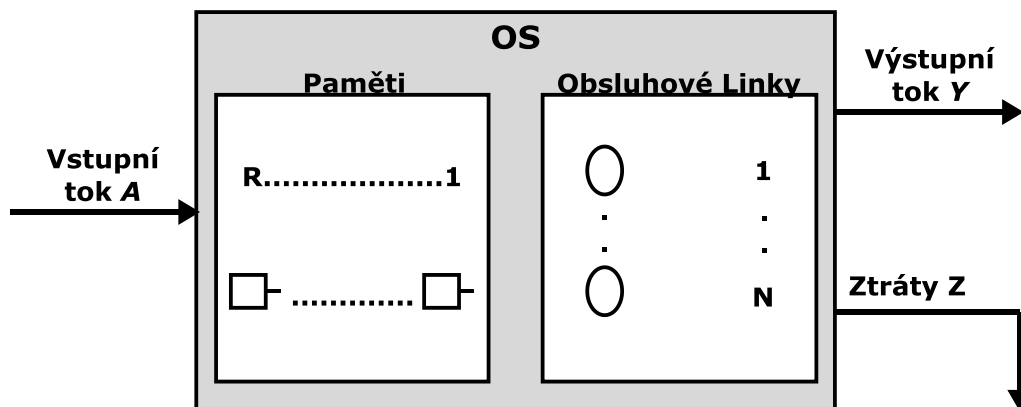 OS
Paměti
Obsluhové Linky
Výstupní
tok Y
Vstupní
tok A
R...................1
1
.
.
.
.
.............
N
Ztráty Z